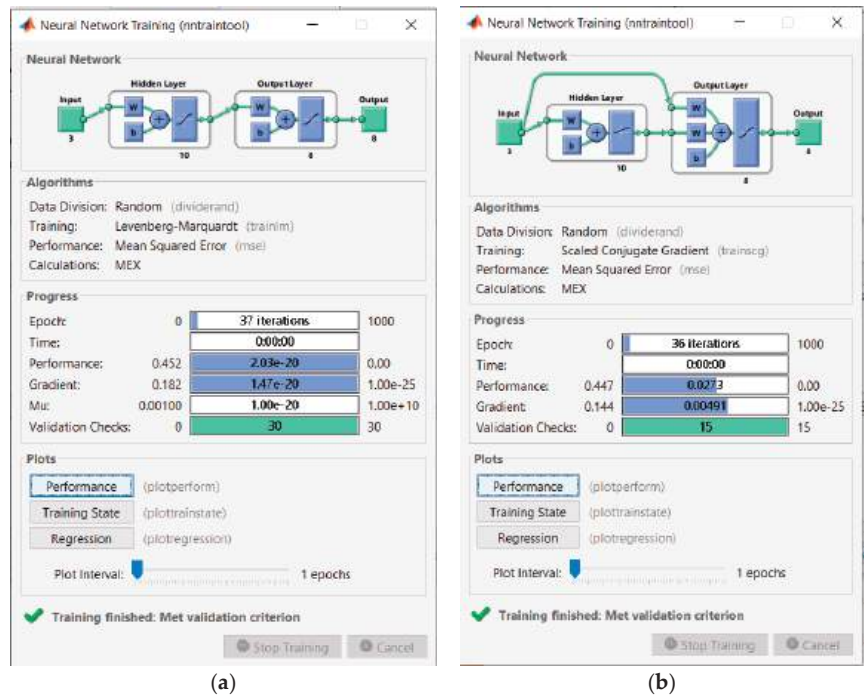 Neural Network Training (nntraintool)
Neural Network
Hidden Layer
Output Layer
Input
Output
W
b
+
W
b
+
3
10
8
8
Algorithms
Data Division: Random (dividerand)
Training: Levenberg-Marquardt (trainlm)
Performance: Mean Squared Error (mse)
Calculations: MEX
Progress
Epoch: 0 37 iterations 1000
Time: 0:00:00
Performance: 0.452 2.03e-20 0.00
Gradient: 0.182 1.47e-20 1.00e-25
Mu: 0.00100 1.00e-20 1.00e+10
Validation Checks: 0 30 30
Plots
Performance (plotperform)
Training State (plottrainstate)
Regression (plotregression)
Plot Interval: 1 epochs
Training finished: Met validation criterion
Stop Training Cancel
(a)
Neural Network Training (nntraintool)
Neural Network
Hidden Layer
Output Layer
Input
Output
W
b
+
W
W
b
+
3
10
Algorithms
Data Division: Random (dividerand)
Training: Scaled Conjugate Gradient (trainscg)
Performance: Mean Squared Error (mse)
Calculations: MEX
Progress
Epoch: 0 36 iterations 1000
Time: 0:00:00
Performance: 0.447 0.0273 0.00
Gradient: 0.144 0.00491 1.00e-25
Validation Checks: 0 15 15
Plots
Performance (plotperform)
Training State (plottrainstate)
Regression (plotregression)
Plot Interval: 1 epochs
Training finished: Met validation criterion
Stop Training Cancel
(b)